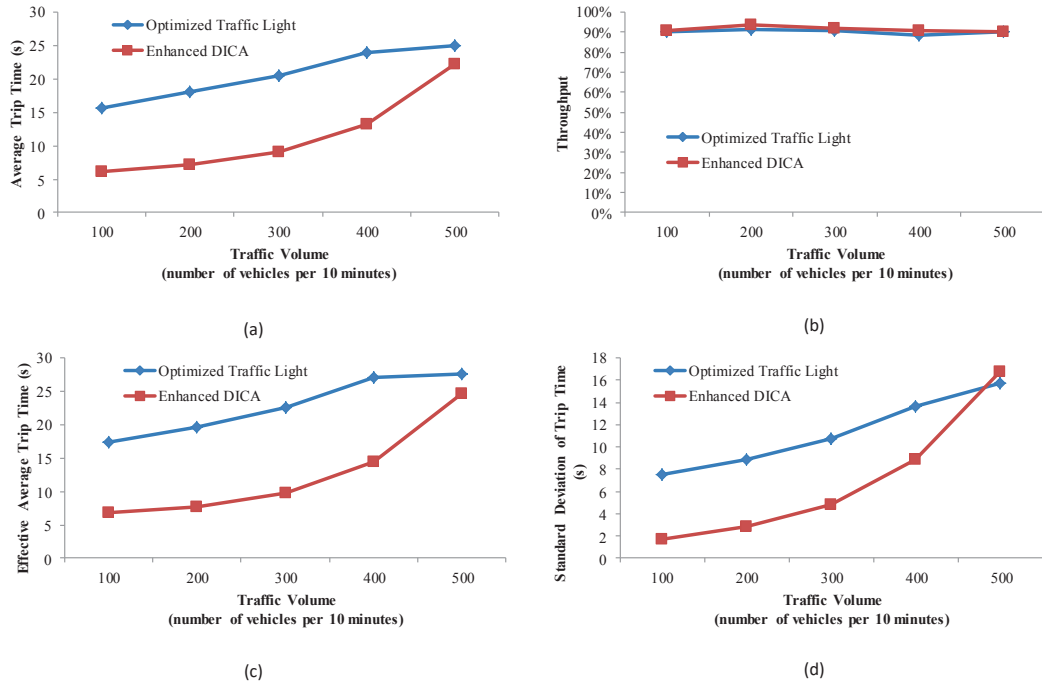 Average Trip Time (s)
30
25
20
15
10
5
0
Optimized Traffic Light
Enhanced DICA
100 200 300 400 500
Traffic Volume
(number of vehicles per 10 minutes)
(a)
Throughput
100%
90%
80%
70%
60%
50%
40%
30%
20%
10%
0%
Optimized Traffic Light
Enhanced DICA
100 200 300 400 500
Traffic Volume
(number of vehicles per 10 minutes)
(b)
Effective Average Trip Time (s)
30
25
20
15
10
5
0
Optimized Traffic Light
Enhanced DICA
100 200 300 400 500
Traffic Volume
(number of vehicles per 10 minutes)
(c)
Standard Deviation of Trip Time
(s)
18
16
14
12
10
8
6
4
2
0
Optimized Traffic Light
Enhanced DICA
100 200 300 400 500
Traffic Volume
(number of vehicles per 10 minutes)
(d)